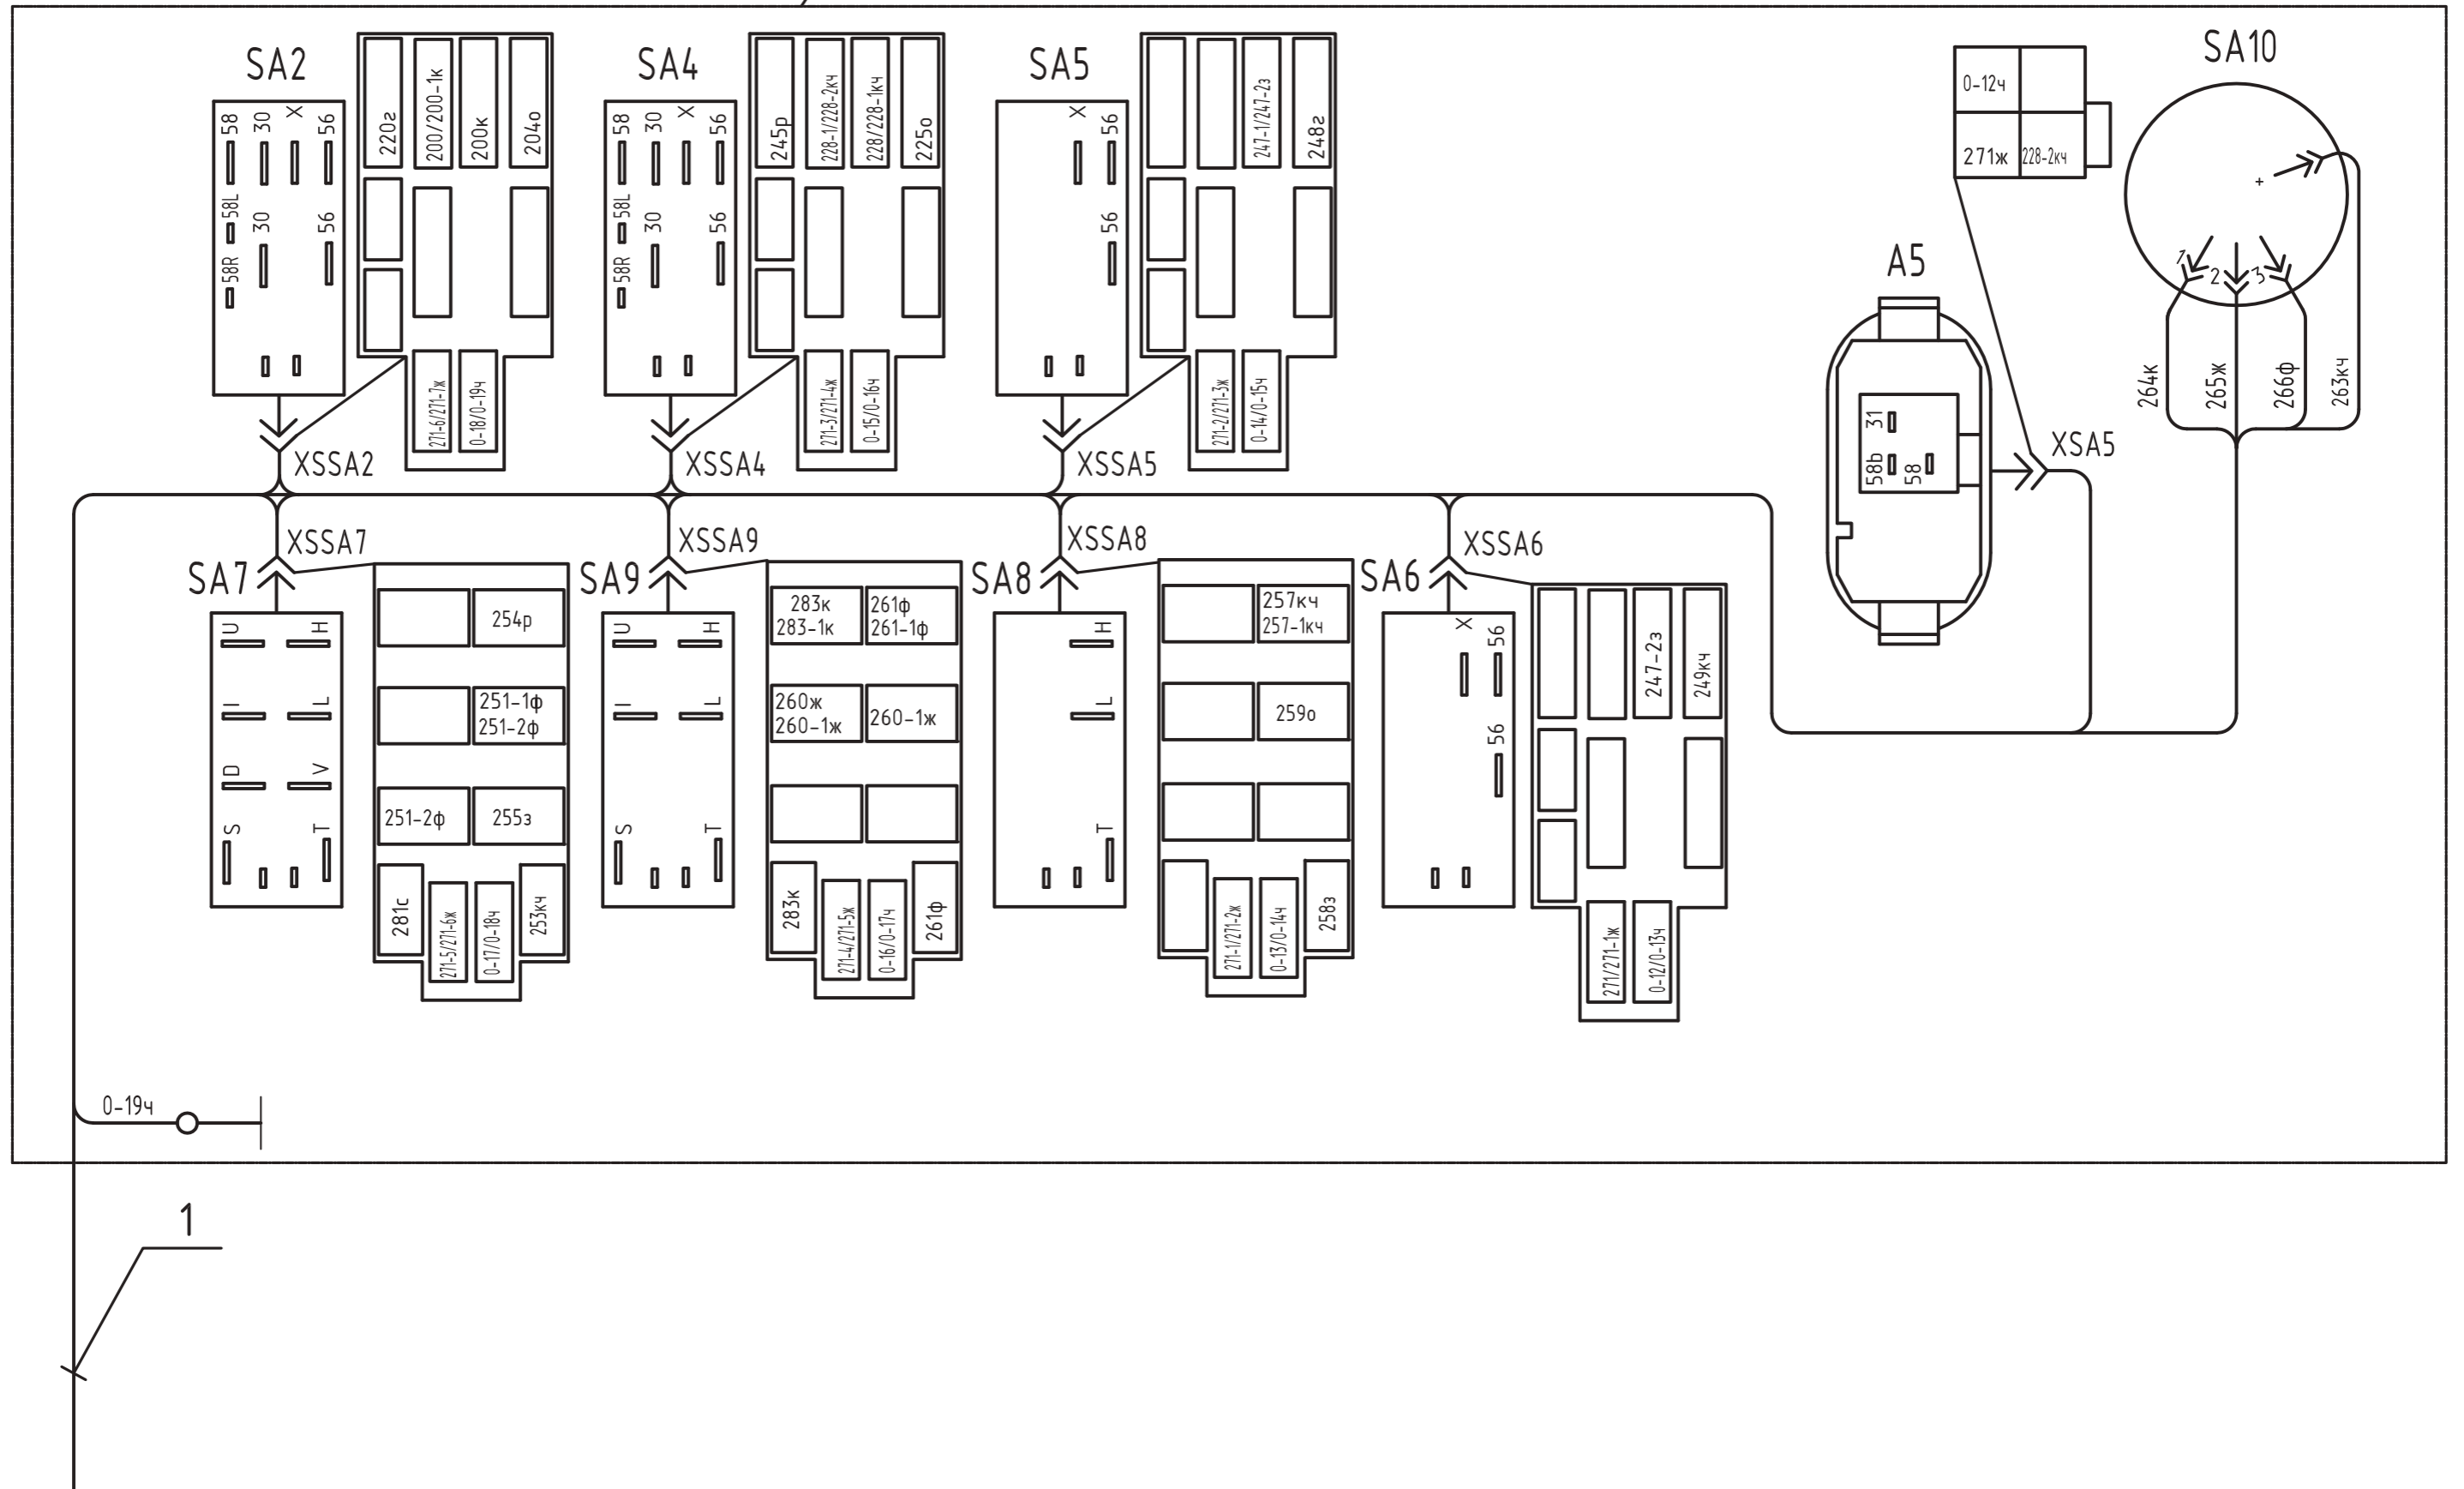 SA2
58
30
X
56
58L
30
56
58R
220г
200/200-1к
200к
204о
271-6/271-7ж
0-18/0-19ч
XSSA2
SA4
58
30
X
56
58L
30
56
58R
245р
228-1/228-2кч
228/228-1кч
225о
271-3/271-4ж
0-15/0-16ч
XSSA4
SA5
X
56
56
247-1/247-2з
248г
271-2/271-3ж
0-14/0-15ч
XSSA5
0-12ч
271ж
228-2кч
SA10
+
1
2
3
264к
265ж
266ф
263кч
A5
31
58b
58
XSA5
XSSA7
SA7
U
H
I
L
D
V
S
T
254р
251-1ф
251-2ф
251-2ф
255з
281с
271-5/271-6ж
0-17/0-18ч
253кч
XSSA9
SA9
U
H
I
L
S
T
283к
283-1к
261ф
261-1ф
260ж
260-1ж
260-1ж
283к
271-4/271-5ж
0-16/0-17ч
261ф
XSSA8
SA8
H
L
T
257кч
257-1кч
259о
271-1/271-2ж
0-13/0-14ч
258з
XSSA6
SA6
X
56
56
247-2з
249кч
271/271-1ж
0-12/0-13ч
0-19ч
1